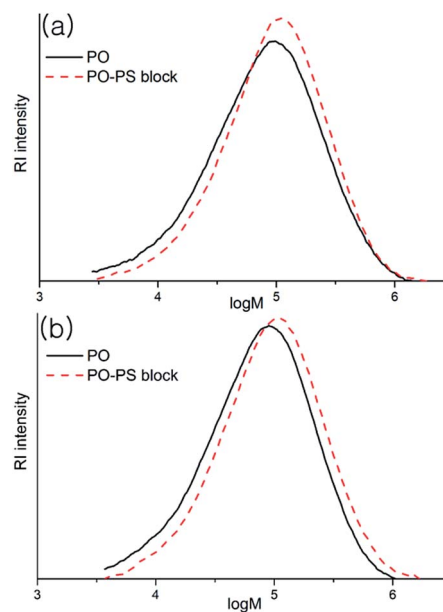 (a)
PO
PO-PS block
RI intensity
3 4 5 6
logM
(b)
PO
PO-PS block
RI intensity
3 4 5 6
logM